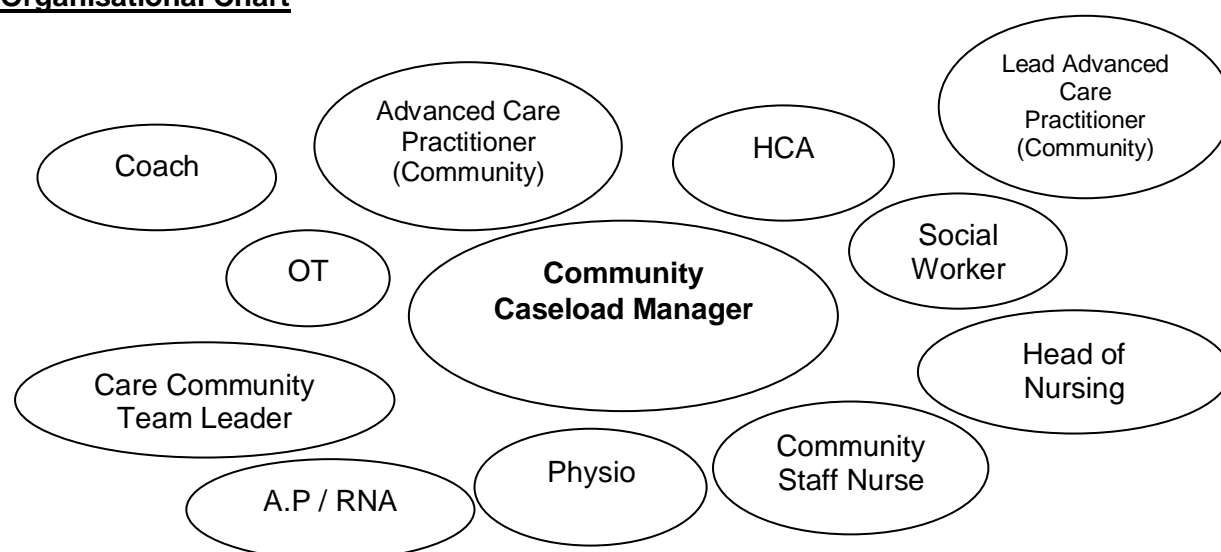 Organisational Chart
Lead Advanced
Care
Practitioner
(Community)
Advanced Care
Practitioner
(Community)
HCA
Coach
Social
Worker
OT
Community
Caseload Manager
Head of
Nursing
Care Community
Team Leader
Community
Staff Nurse
Physio
A.P / RNA